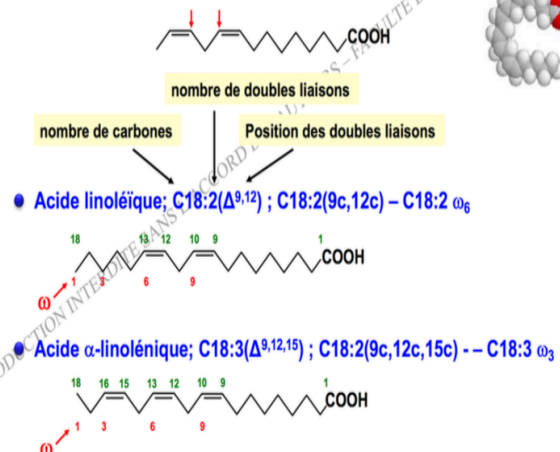 COOH
nombre de doubles liaisons
nombre de carbones
Position des doubles liaisons
Acide linoléïque; C18:2(Δ9,12) ; C18:2(9c,12c) – C18:2 ω6
18 13 12 10 9 1
COOH
ω 1 3 6 9
Acide α-linolénique; C18:3(Δ9,12,15) ; C18:2(9c,12c,15c) - – C18:3 ω3
18 16 15 13 12 10 9 1
COOH
ω 1 3 6 9